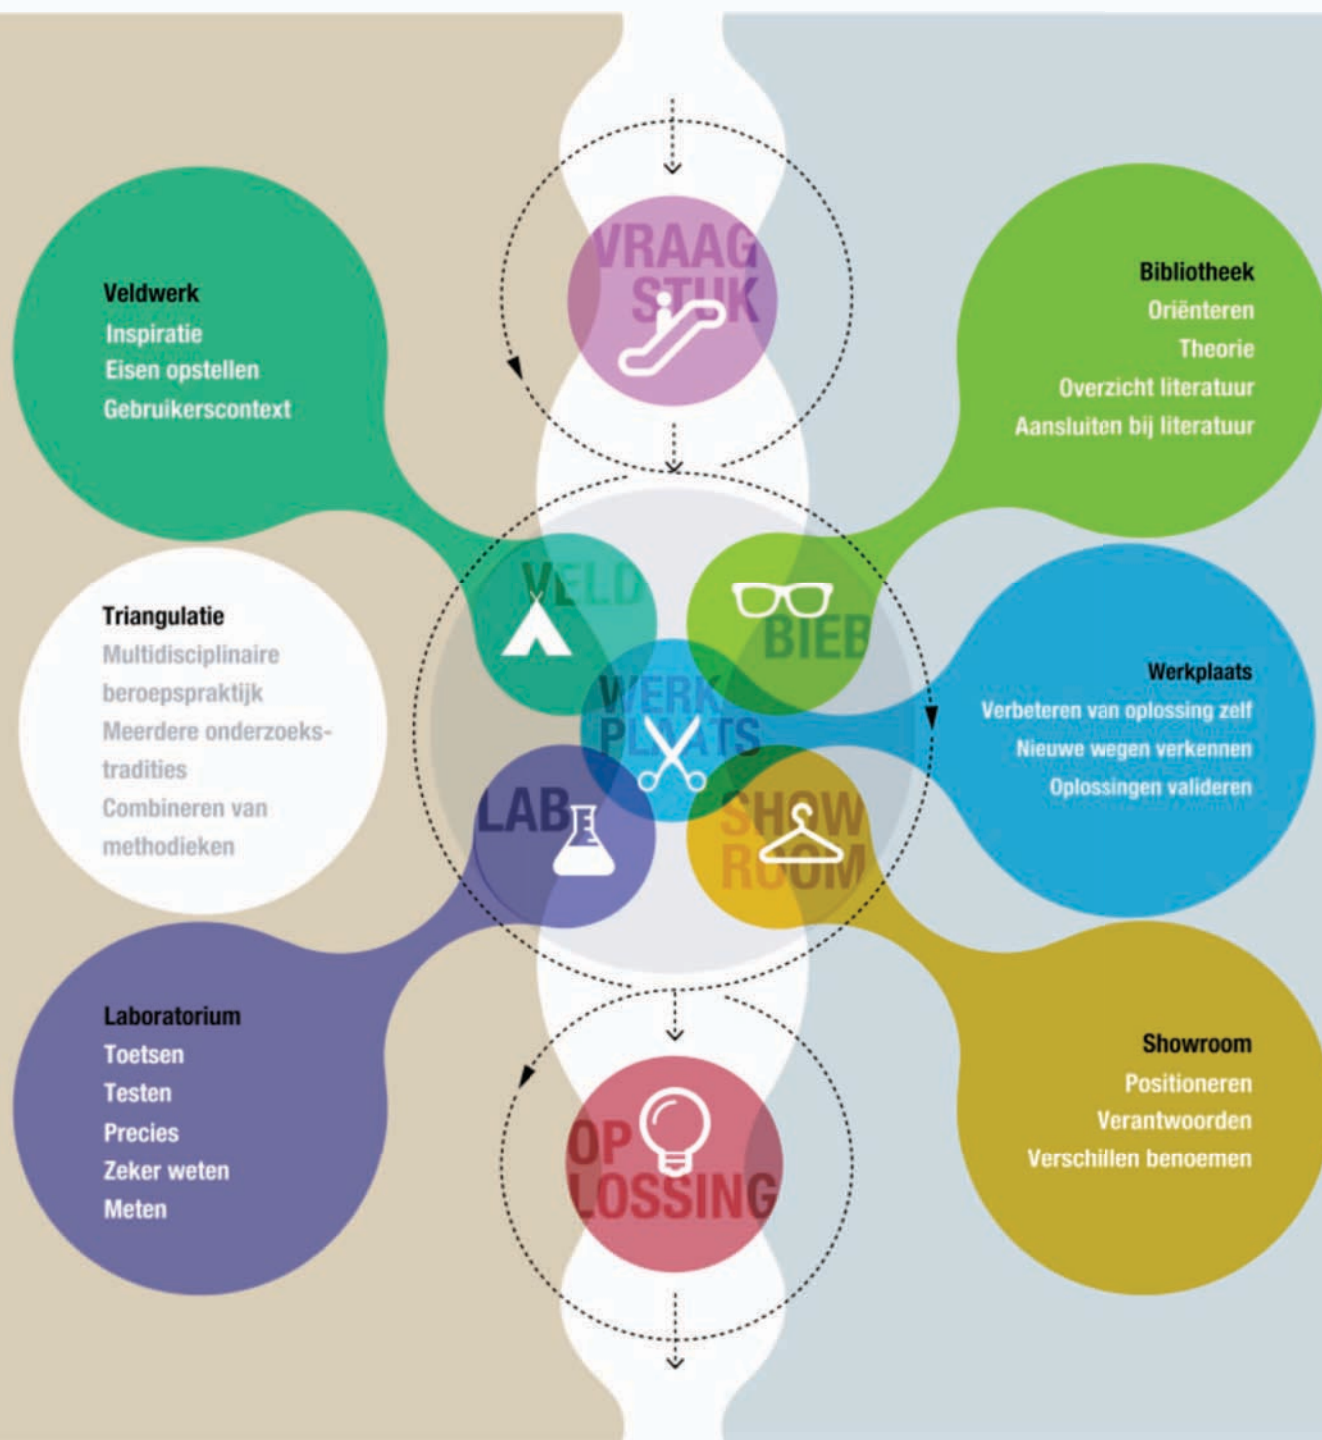 VRAAG
STUK
Veldwerk
Inspiratie
Eisen opstellen
Gebruikerscontext
Bibliotheek
Oriënteren
Theorie
Overzicht literatuur
Aansluiten bij literatuur
VELD
BIEB
WERK
PLAATS
LAB
SHOW
ROOM
Triangulatie
Multidisciplinaire
beroepspraktijk
Meerdere onderzoeks-
tradities
Combineren van
methodieken
Werkplaats
Verbeteren van oplossing zelf
Nieuwe wegen verkennen
Oplossingen valideren
Laboratorium
Toetsen
Testen
Precies
Zeker weten
Meten
Showroom
Positioneren
Verantwoorden
Verschillen benoemen
OP
LOSSING